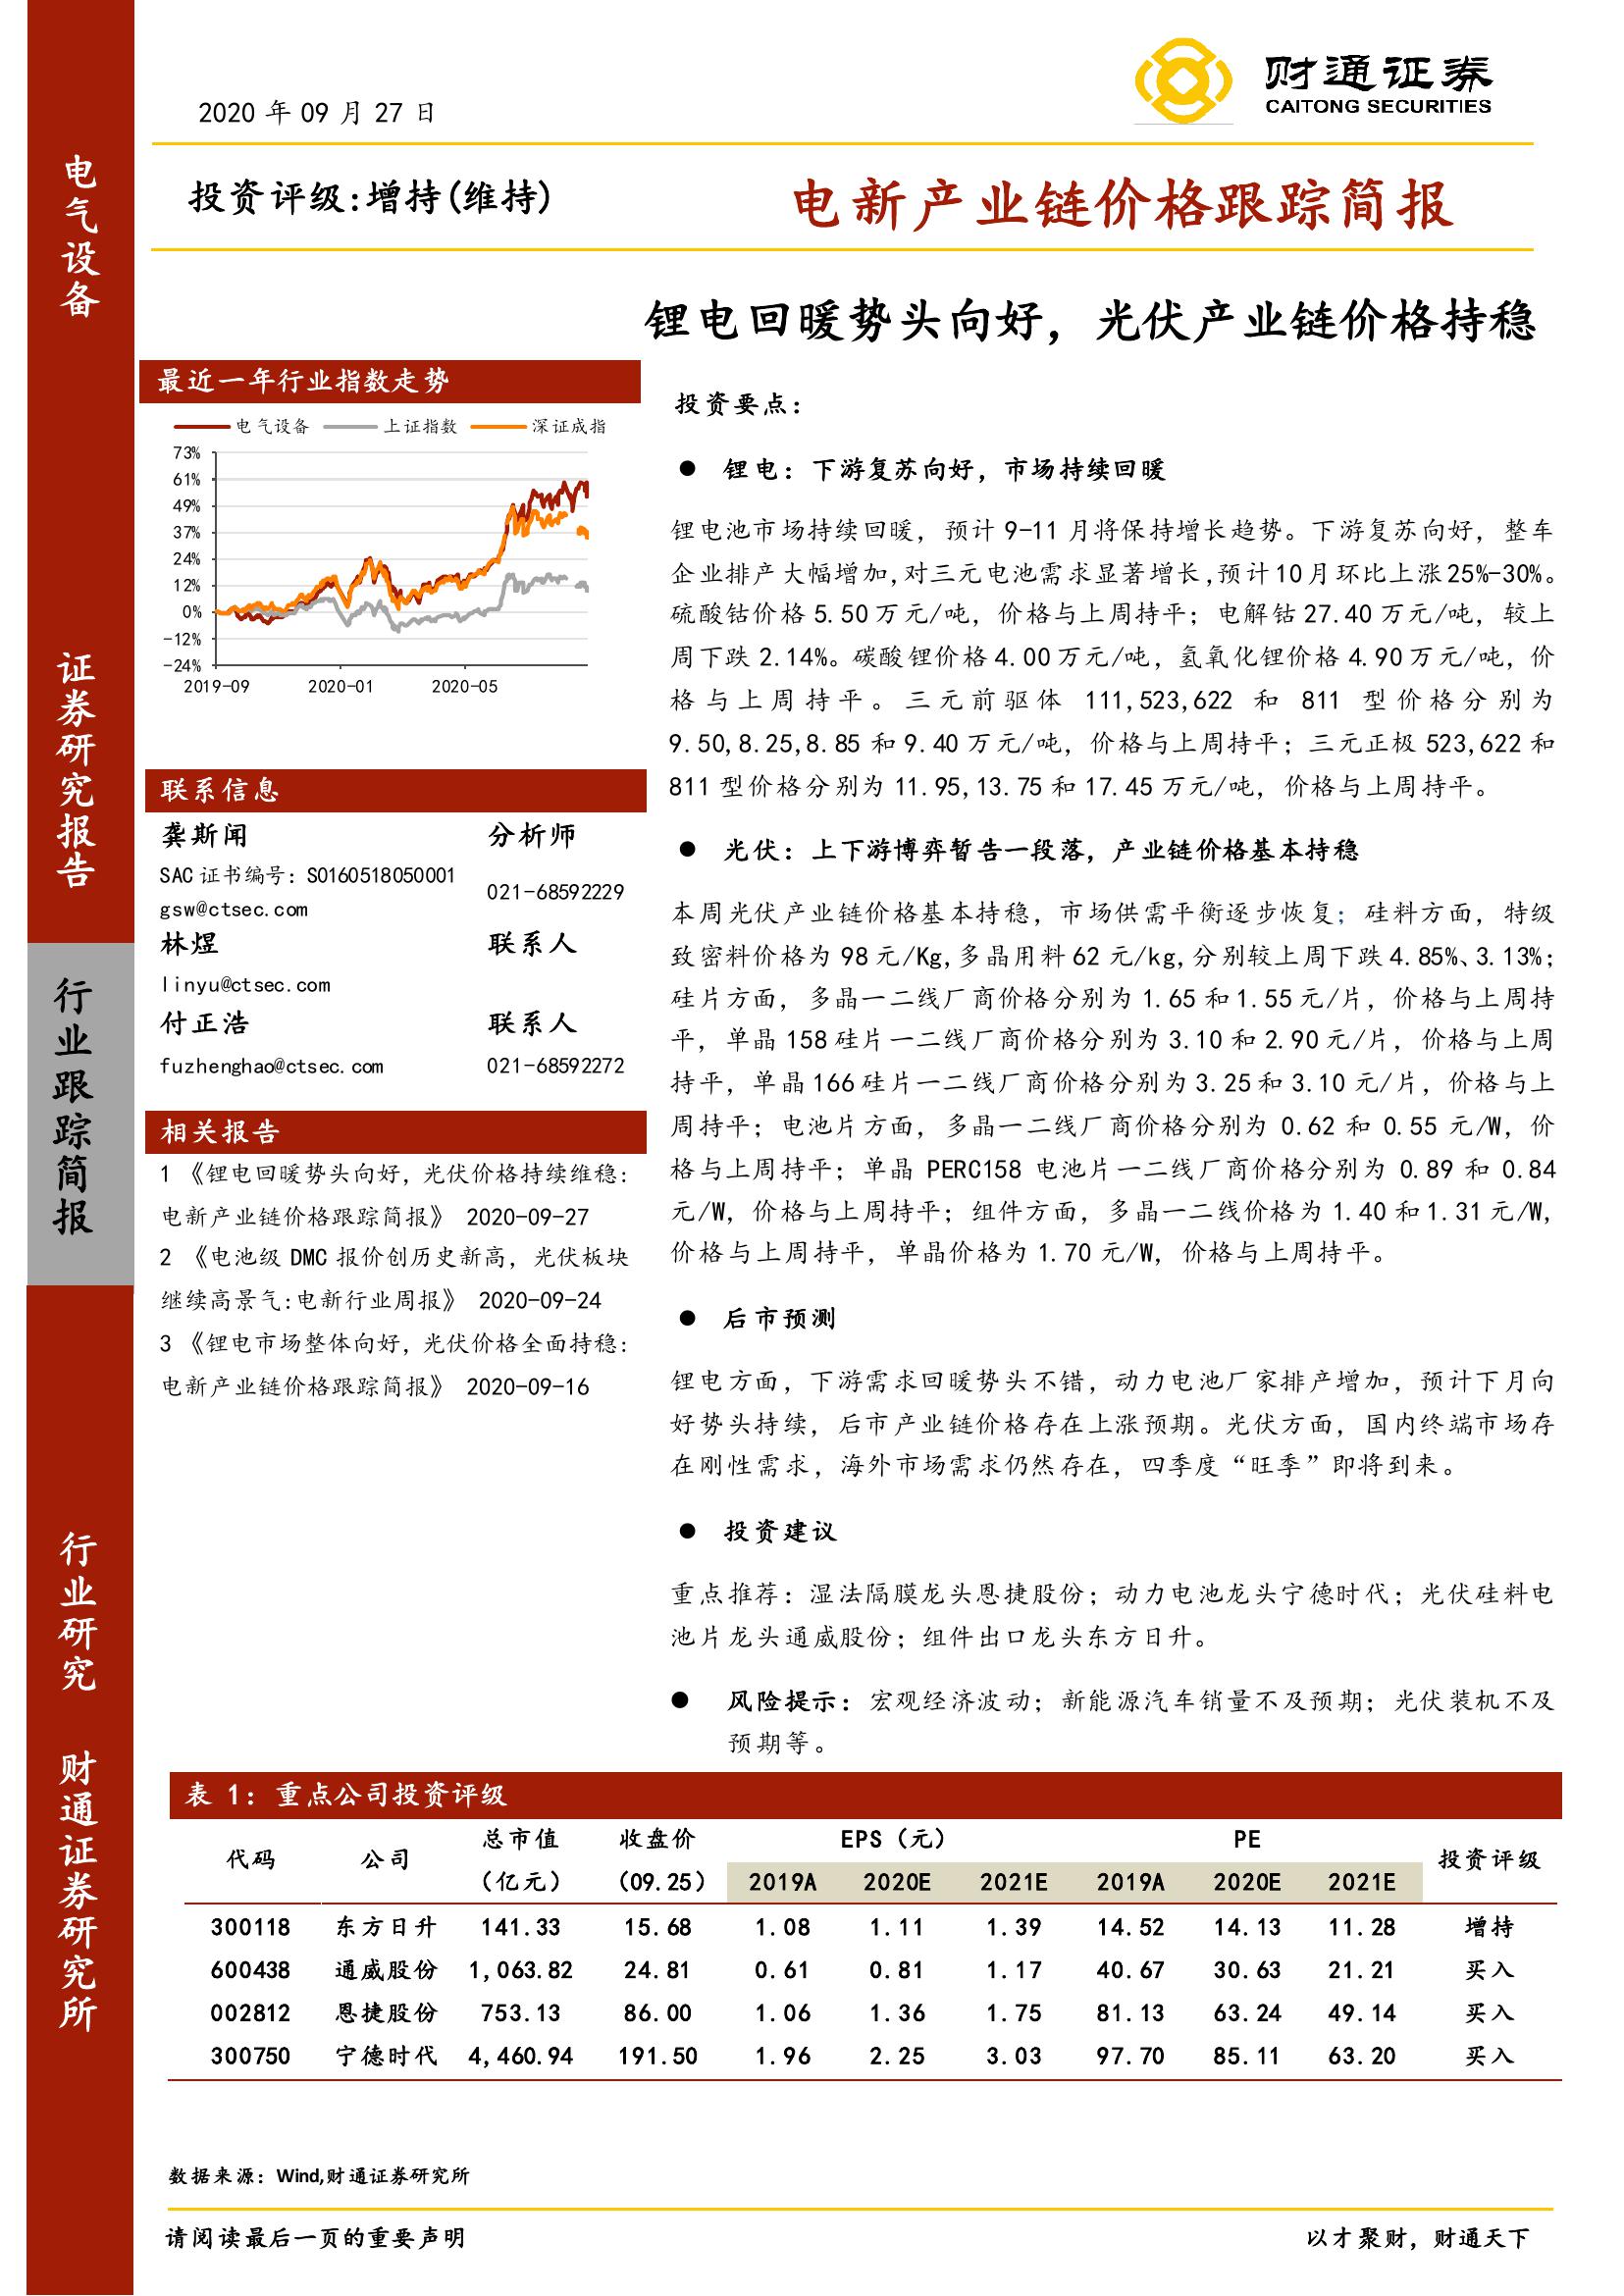 2020 年 09 月 27 日
财通证券
CAITONG SECURITIES
投资评级:增持(维持)
电新产业链价格跟踪简报
电气设备
证券研究报告
行业跟踪简报
行业研究
财通证券研究所
锂电回暖势头向好，光伏产业链价格持稳
最近一年行业指数走势
电气设备 上证指数 深证成指
73%
61%
49%
37%
24%
12%
0%
-12%
-24%
2019-09 2020-01 2020-05
联系信息
龚斯闻 分析师
SAC 证书编号：S0160518050001
021-68592229
gsw@ctsec.com
林煜 联系人
linyu@ctsec.com
付正浩 联系人
fuzhenghao@ctsec.com 021-68592272
相关报告
1 《锂电回暖势头向好，光伏价格持续维稳：
电新产业链价格跟踪简报》 2020-09-27
2 《电池级 DMC 报价创历史新高，光伏板块
继续高景气:电新行业周报》 2020-09-24
3 《锂电市场整体向好，光伏价格全面持稳：
电新产业链价格跟踪简报》 2020-09-16
投资要点：
● 锂电：下游复苏向好，市场持续回暖
锂电池市场持续回暖，预计 9-11 月将保持增长趋势。下游复苏向好，整车
企业排产大幅增加,对三元电池需求显著增长,预计10月环比上涨25%-30%。
硫酸钴价格 5.50 万元/吨，价格与上周持平；电解钴 27.40 万元/吨，较上
周下跌 2.14%。碳酸锂价格 4.00 万元/吨，氢氧化锂价格 4.90 万元/吨，价
格与上周持平。三元前驱体 111,523,622 和 811 型价格分别为
9.50,8.25,8.85 和 9.40 万元/吨，价格与上周持平；三元正极 523,622 和
811 型价格分别为 11.95,13.75 和 17.45 万元/吨，价格与上周持平。
● 光伏：上下游博弈暂告一段落，产业链价格基本持稳
本周光伏产业链价格基本持稳，市场供需平衡逐步恢复；硅料方面，特级
致密料价格为 98 元/Kg,多晶用料 62 元/kg,分别较上周下跌 4.85%、3.13%；
硅片方面，多晶一二线厂商价格分别为 1.65 和 1.55 元/片，价格与上周持
平，单晶 158 硅片一二线厂商价格分别为 3.10 和 2.90 元/片，价格与上周
持平，单晶 166 硅片一二线厂商价格分别为 3.25 和 3.10 元/片，价格与上
周持平；电池片方面，多晶一二线厂商价格分别为 0.62 和 0.55 元/W，价
格与上周持平；单晶 PERC158 电池片一二线厂商价格分别为 0.89 和 0.84
元/W，价格与上周持平；组件方面，多晶一二线价格为 1.40 和 1.31 元/W，
价格与上周持平，单晶价格为 1.70 元/W，价格与上周持平。
● 后市预测
锂电方面，下游需求回暖势头不错，动力电池厂家排产增加，预计下月向
好势头持续，后市产业链价格存在上涨预期。光伏方面，国内终端市场存
在刚性需求，海外市场需求仍然存在，四季度“旺季”即将到来。
● 投资建议
重点推荐：湿法隔膜龙头恩捷股份；动力电池龙头宁德时代；光伏硅料电
池片龙头通威股份；组件出口龙头东方日升。
● 风险提示：宏观经济波动；新能源汽车销量不及预期；光伏装机不及
预期等。
表 1：重点公司投资评级
代码 公司 总市值 收盘价 EPS（元） PE 投资评级
（亿元） （09.25） 2019A 2020E 2021E 2019A 2020E 2021E
300118 东方日升 141.33 15.68 1.08 1.11 1.39 14.52 14.13 11.28 增持
600438 通威股份 1,063.82 24.81 0.61 0.81 1.17 40.67 30.63 21.21 买入
002812 恩捷股份 753.13 86.00 1.06 1.36 1.75 81.13 63.24 49.14 买入
300750 宁德时代 4,460.94 191.50 1.96 2.25 3.03 97.70 85.11 63.20 买入
数据来源：Wind,财通证券研究所
请阅读最后一页的重要声明
以才聚财，财通天下